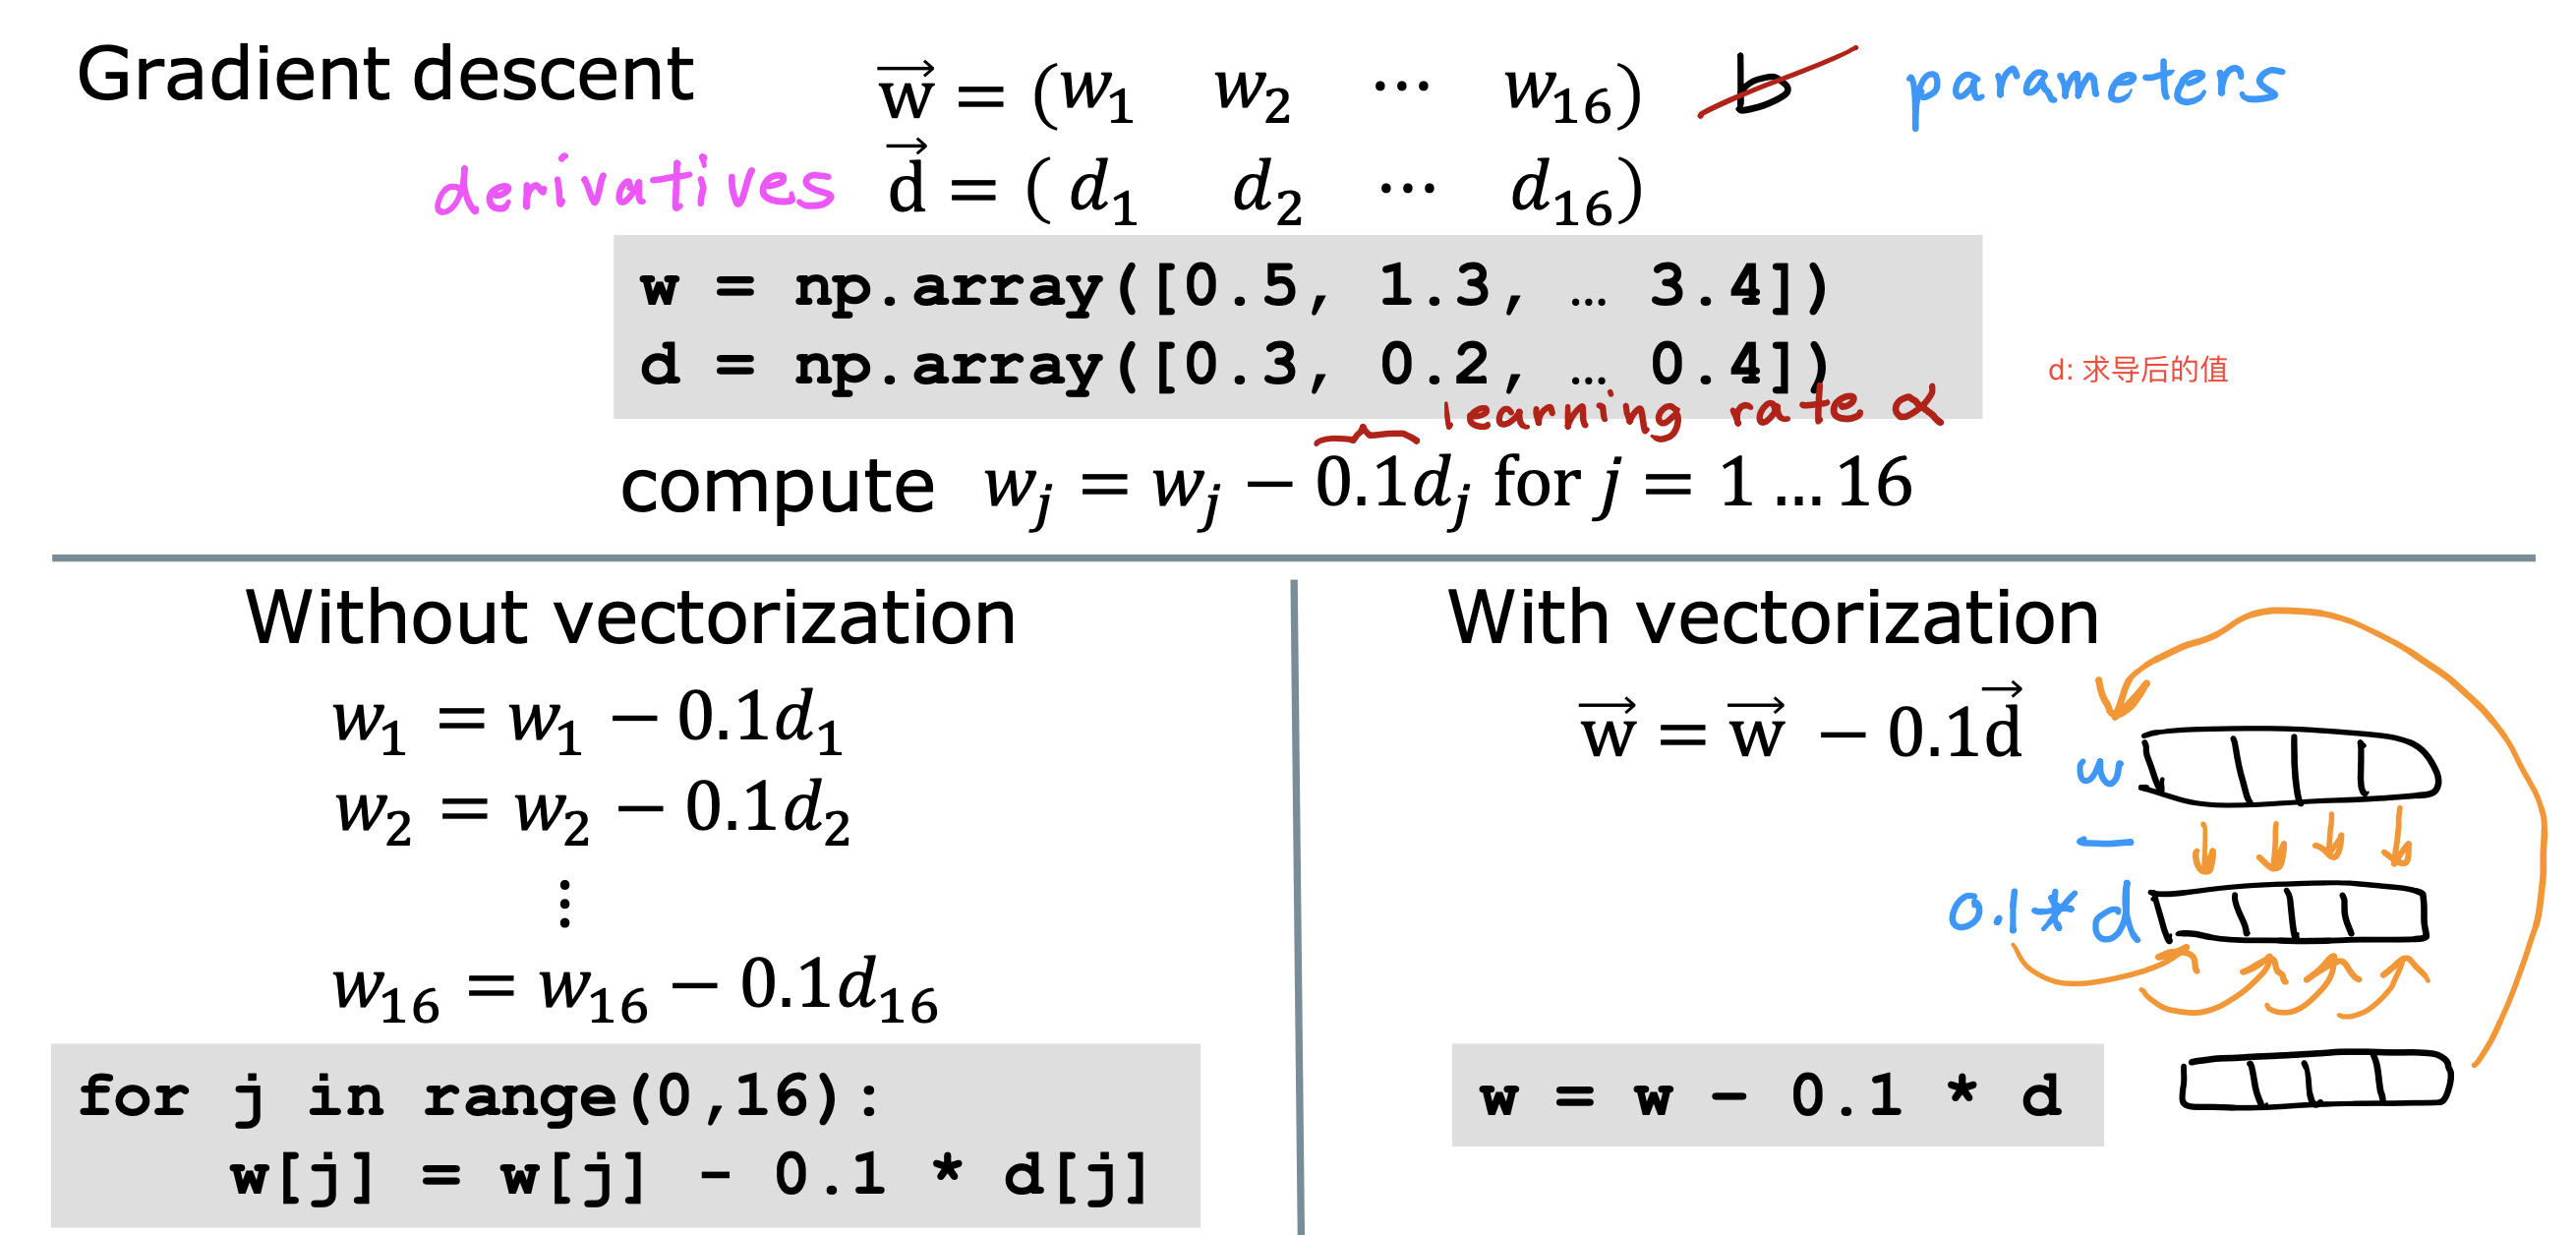 Gradient descent
w⃗ = (w₁ w₂ ⋯ w₁₆) b parameters
derivatives d⃗ = ( d₁ d₂ ⋯ d₁₆)
w = np.array([0.5, 1.3, … 3.4])
d = np.array([0.3, 0.2, … 0.4])
d: 求导后的值
learning rate α
compute wⱼ = wⱼ − 0.1dⱼ for j = 1 … 16
Without vectorization
w₁ = w₁ − 0.1d₁
w₂ = w₂ − 0.1d₂
⋮
w₁₆ = w₁₆ − 0.1d₁₆
for j in range(0,16):
    w[j] = w[j] - 0.1 * d[j]
With vectorization
w⃗ = w⃗ − 0.1d⃗
w
−
0.1 * d
w = w - 0.1 * d